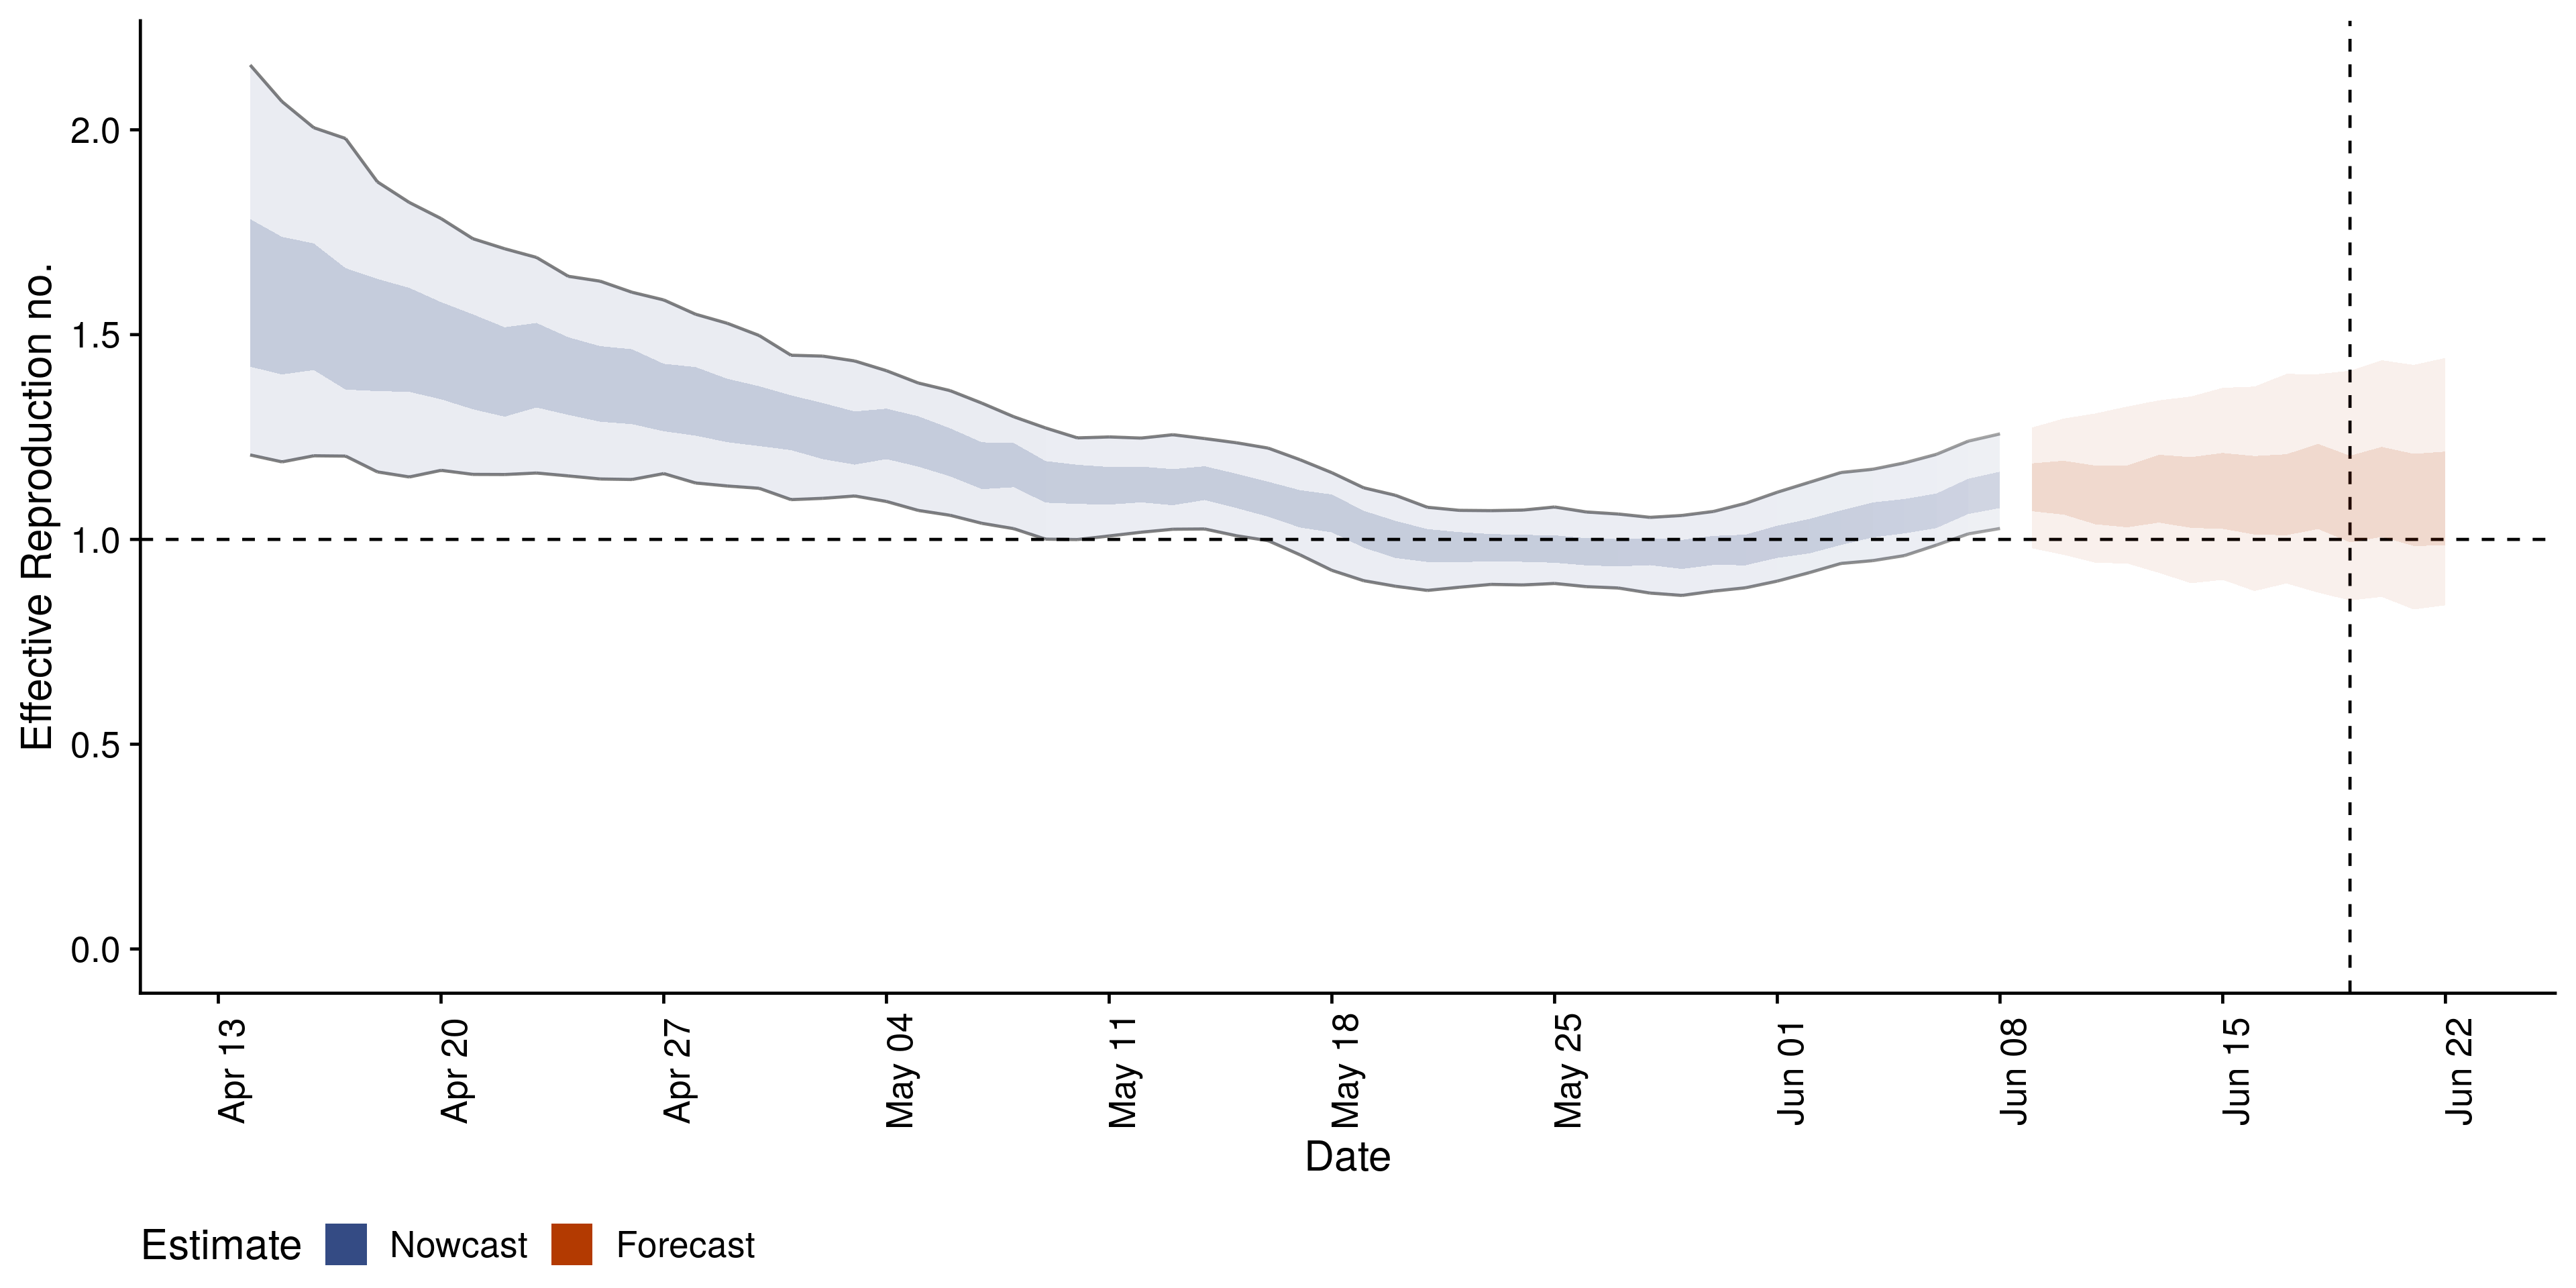 Effective Reproduction no.
2.0
1.5
1.0
0.5
0.0
Apr 13
Apr 20
Apr 27
May 04
May 11
May 18
May 25
Jun 01
Jun 08
Jun 15
Jun 22
Date
Estimate Nowcast Forecast